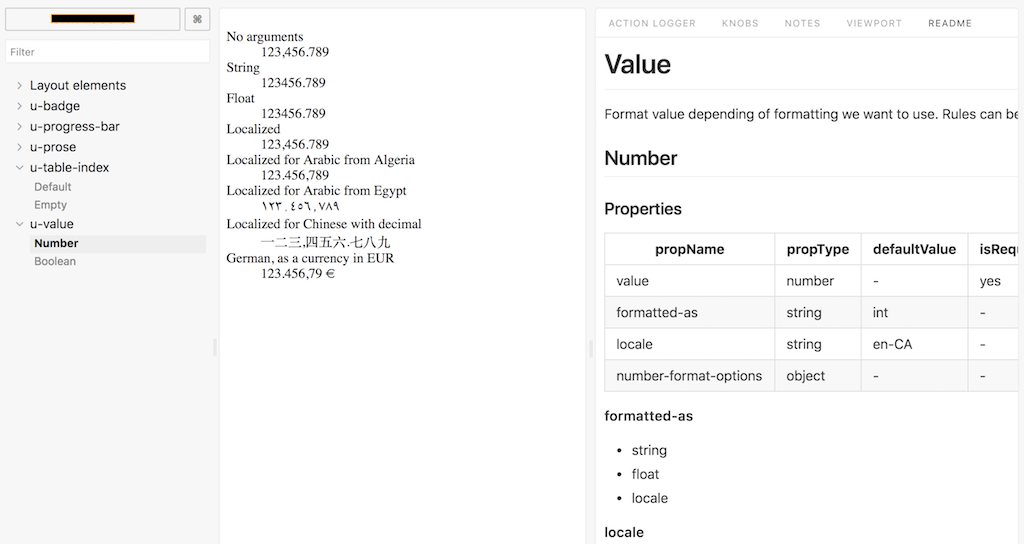 ⌘
Filter
Layout elements
u-badge
u-progress-bar
u-prose
u-table-index
Default
Empty
u-value
Number
Boolean
No arguments
123,456.789
String
123456.789
Float
123456.789
Localized
123,456.789
Localized for Arabic from Algeria
123.456,789
Localized for Arabic from Egypt
١٢٣٬٤٥٦٫٧٨٩
Localized for Chinese with decimal
一二三,四五六.七八九
German, as a currency in EUR
123.456,79 €
ACTION LOGGER KNOBS NOTES VIEWPORT README
Value
Format value depending of formatting we want to use. Rules can be
Number
Properties
propName propType defaultValue isRequ
value number - yes
formatted-as string int -
locale string en-CA -
number-format-options object - -
formatted-as
• string
• float
• locale
locale